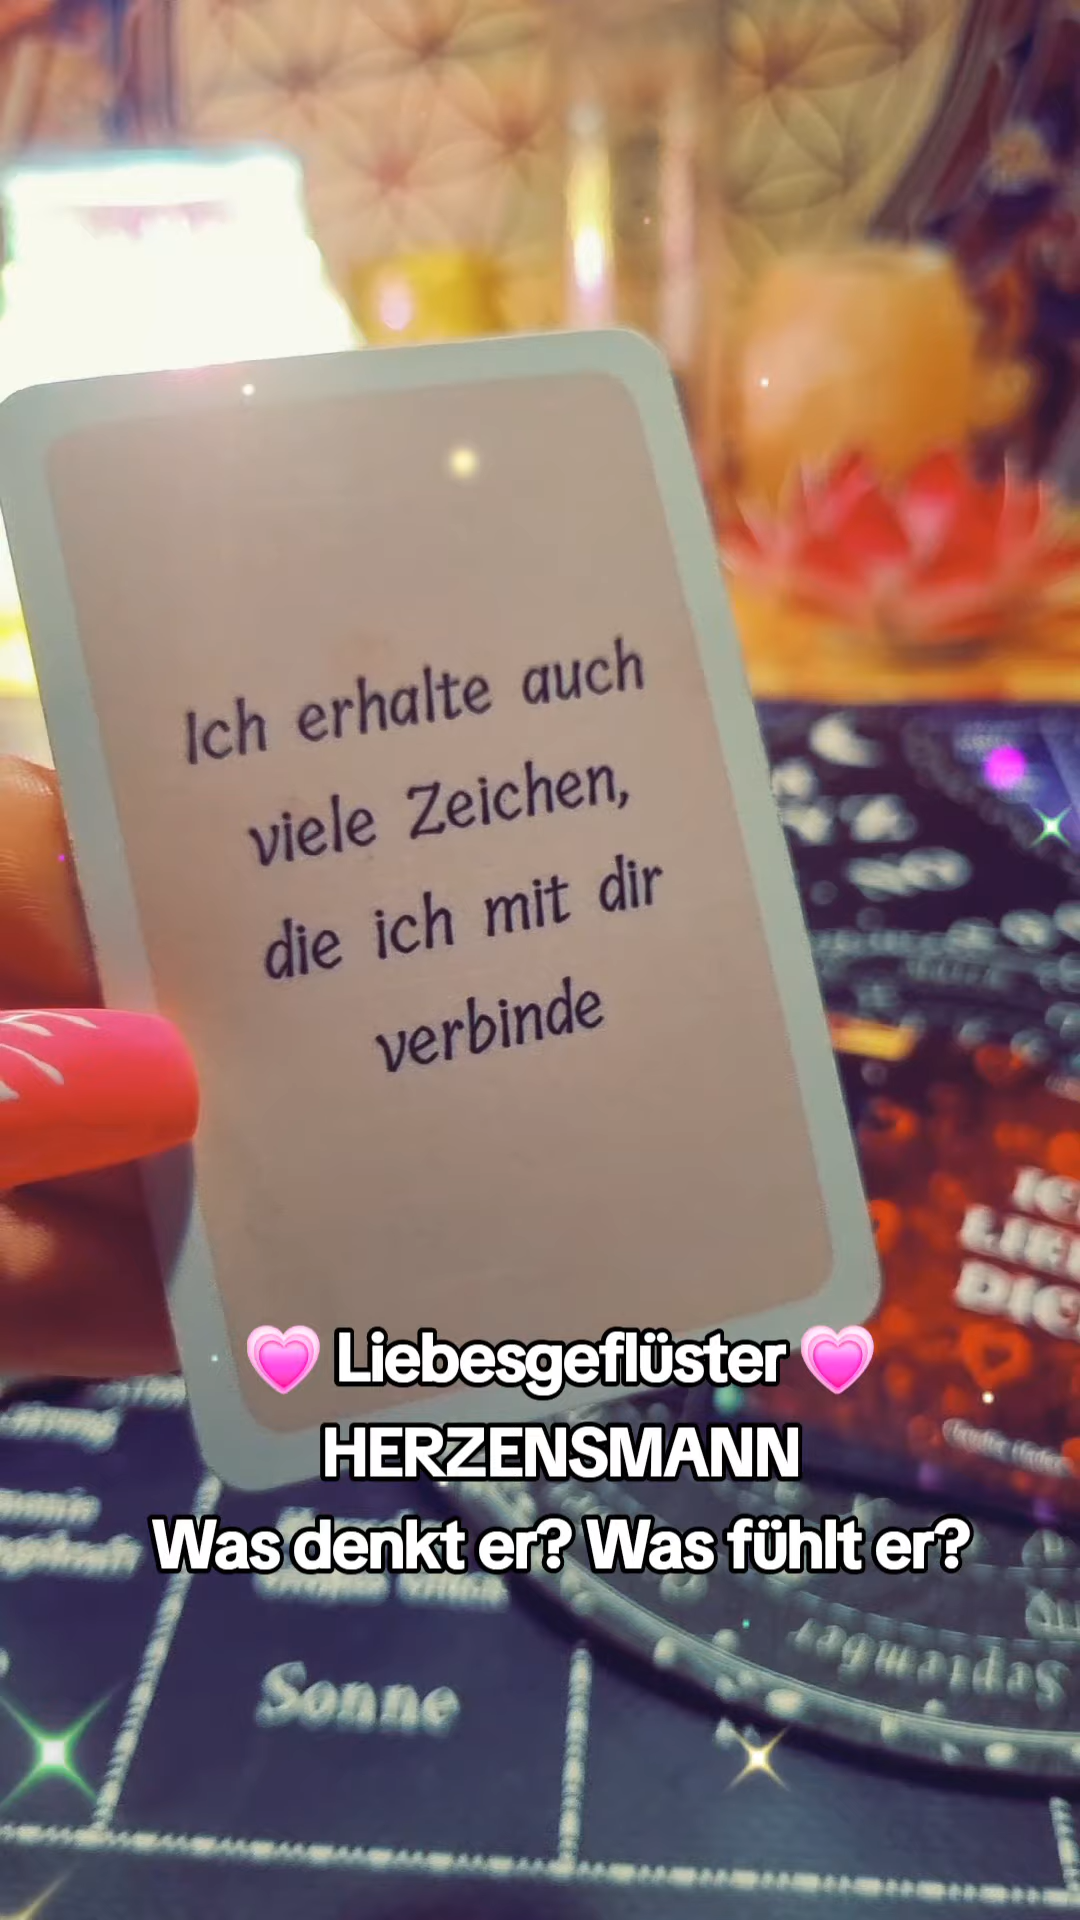 Ich erhalte auch
viele Zeichen,
die ich mit dir
verbinde
💗 Liebesgeflüster 💗
HERZENSMANN
Was denkt er? Was fühlt er?
Sonne
September